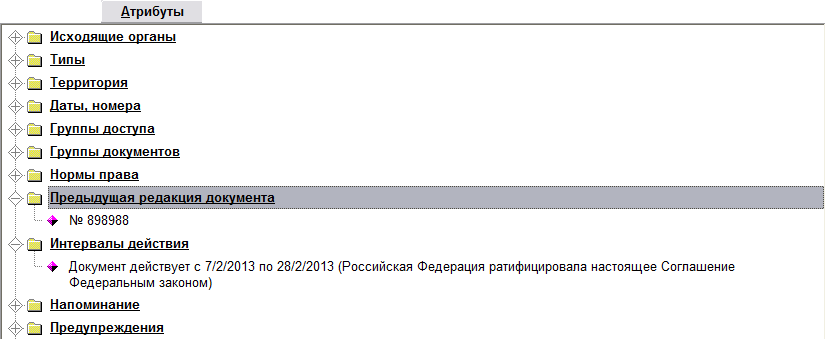 Атрибуты
Исходящие органы
Типы
Территория
Даты, номера
Группы доступа
Группы документов
Нормы права
Предыдущая редакция документа
№ 898988
Интервалы действия
Документ действует с 7/2/2013 по 28/2/2013 (Российская Федерация ратифицировала настоящее Соглашение
Федеральным законом)
Напоминание
Предупреждения